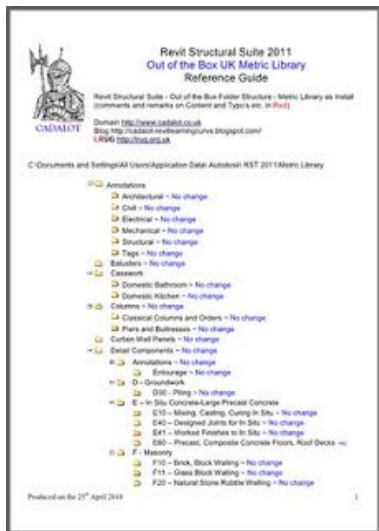 Revit Structural Suite 2011
Out of the Box UK Metric Library
Reference Guide
Revit Structural Suite - Out of the Box Folder Structure - Metric Library as Install
(comments and remarks on Content and Typo's etc. in Red)
CADALOT
Domain http://www.cadalot.co.uk
Blog http://cadalot-revitlearningcurve.blogspot.com/
LRUG http://lrug.org.uk
C:\Documents and Settings\All Users\Application Data\ Autodesk\ RST 2011\Metric Library
Annotations
Architectural ~ No change
Civil ~ No change
Electrical ~ No change
Mechanical ~ No change
Structural ~ No change
Tags ~ No change
Balusters ~ No change
Casework
Domestic Bathroom ~ No change
Domestic Kitchen ~ No change
Columns ~ No change
Classical Columns and Orders ~ No change
Piers and Buttresses ~ No change
Curtain Wall Panels ~ No change
Detail Components ~ No change
Annotations ~ No change
Entourage ~ No change
D - Groundwork
D30 - Piling ~ No change
E – In Situ Concrete-Large Precast Concrete
E10 – Mixing, Casting, Curing In Situ ~ No change
E40 – Designed Joints for In Situ ~ No change
E41 – Worked Finishes to In Situ ~ No change
E60 – Precast, Composite Concrete Floors, Roof Decks
F - Masonry
F10 – Brick, Block Walling ~ No change
F11 – Glass Block Walling ~ No change
F20 – Natural Stone Rubble Walling ~ No change
Produced on the 25th April 2010 1